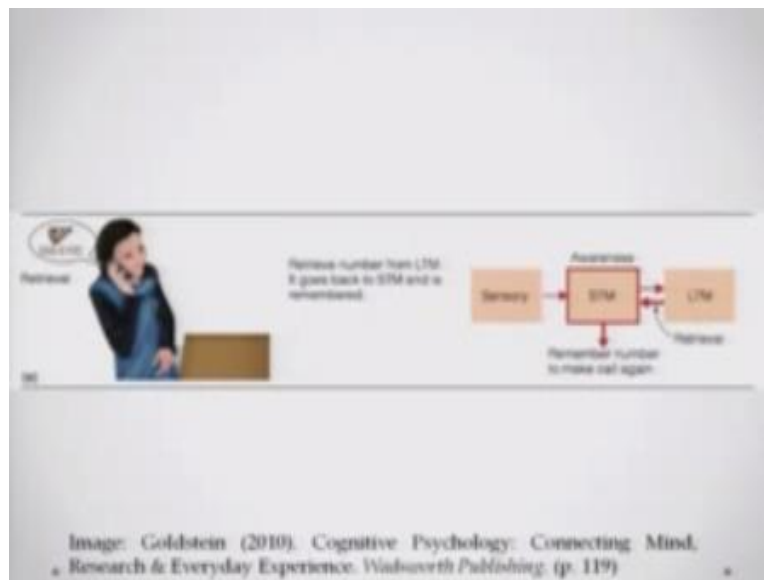 Retrieval
Retrieve number from LTM.
It goes back to STM and is
remembered.
Awareness
Sensory
STM
LTM
Retrieval
Remember number
to make call again
Image: Goldstein (2010). Cognitive Psychology: Connecting Mind,
Research & Everyday Experience. Wadsworth Publishing. (p. 119)